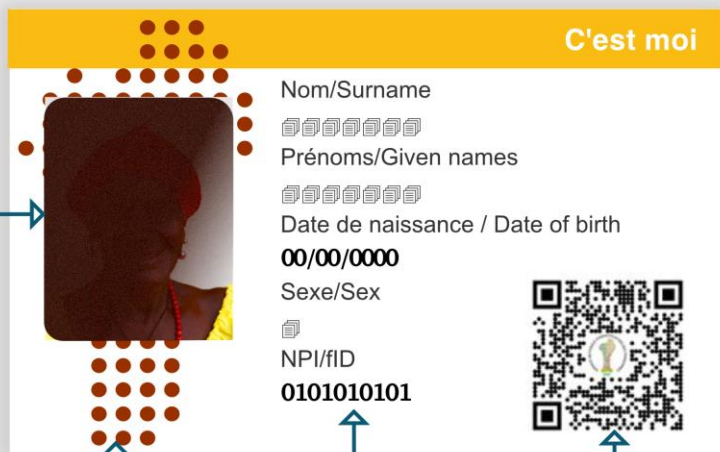 C'est moi
Nom/Surname
Prénoms/Given names
Date de naissance / Date of birth
00/00/0000
Sexe/Sex
NPI/fID
0101010101